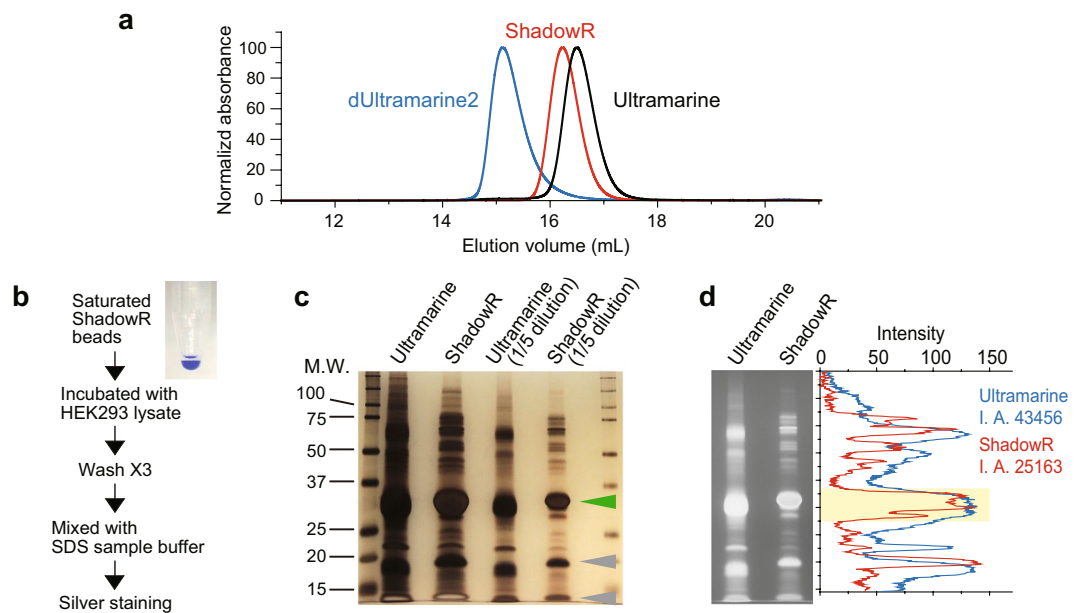 a
ShadowR
dUltramarine2
Ultramarine
Normalizd absorbance
100
80
60
40
20
0
12 14 16 18 20
Elution volume (mL)
b
Saturated
ShadowR
beads
Incubated with
HEK293 lysate
Wash X3
Mixed with
SDS sample buffer
Silver staining
c
Ultramarine
ShadowR
Ultramarine
(1/5 dilution)
ShadowR
(1/5 dilution)
M.W.
100
75
50
37
25
20
15
d
Ultramarine
ShadowR
Intensity
0 50 100 150
Ultramarine
I. A. 43456
ShadowR
I. A. 25163